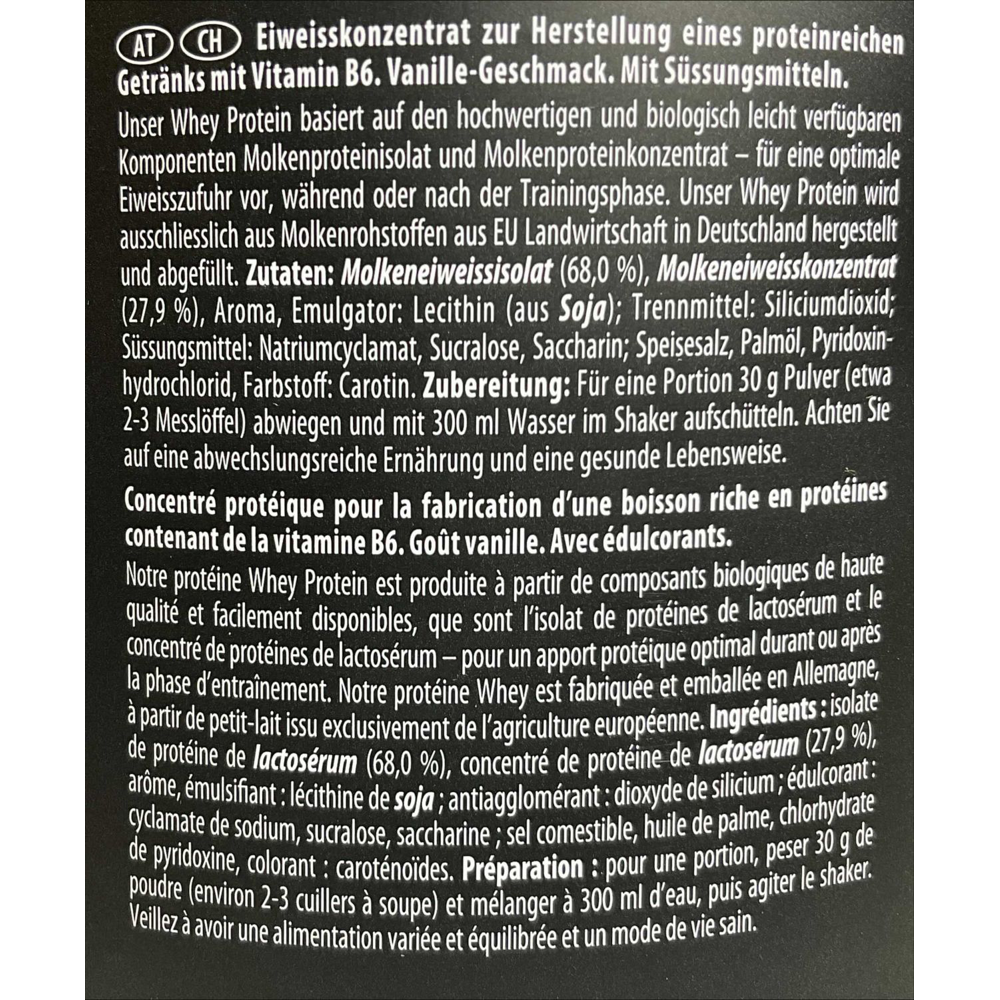 AT CH Eiweisskonzentrat zur Herstellung eines proteinreichen
Getränks mit Vitamin B6. Vanille-Geschmack. Mit Süssungsmitteln.
Unser Whey Protein basiert auf den hochwertigen und biologisch leicht verfügbaren
Komponenten Molkenproteinisolat und Molkenproteinkonzentrat – für eine optimale
Eiweisszufuhr vor, während oder nach der Trainingsphase. Unser Whey Protein wird
ausschliesslich aus Molkenrohstoffen aus EU Landwirtschaft in Deutschland hergestellt
und abgefüllt. Zutaten: Molkeneiweissisolat (68,0 %), Molkeneiweisskonzentrat
(27,9 %), Aroma, Emulgator: Lecithin (aus Soja); Trennmittel: Siliciumdioxid;
Süssungsmittel: Natriumcyclamat, Sucralose, Saccharin; Speisesalz, Palmöl, Pyridoxin-
hydrochlorid, Farbstoff: Carotin. Zubereitung: Für eine Portion 30 g Pulver (etwa
2-3 Messlöffel) abwiegen und mit 300 ml Wasser im Shaker aufschütteln. Achten Sie
auf eine abwechslungsreiche Ernährung und eine gesunde Lebensweise.
Concentré protéique pour la fabrication d'une boisson riche en protéines
contenant de la vitamine B6. Goût vanille. Avec édulcorants.
Notre protéine Whey Protein est produite à partir de composants biologiques de haute
qualité et facilement disponibles, que sont l'isolat de protéines de lactosérum et le
concentré de protéines de lactosérum – pour un apport protéique optimal durant ou après
la phase d'entraînement. Notre protéine Whey est fabriquée et emballée en Allemagne,
à partir de petit-lait issu exclusivement de l'agriculture européenne. Ingrédients : isolate
de protéine de lactosérum (68,0 %), concentré de protéine de lactosérum (27,9 %),
arôme, émulsifiant : lécithine de soja ; antiagglomérant : dioxyde de silicium ; édulcorant :
cyclamate de sodium, sucralose, saccharine ; sel comestible, huile de palme, chlorhydrate
de pyridoxine, colorant : caroténoïdes. Préparation : pour une portion, peser 30 g de
poudre (environ 2-3 cuillers à soupe) et mélanger à 300 ml d'eau, puis agiter le shaker.
Veillez à avoir une alimentation variée et équilibrée et un mode de vie sain.